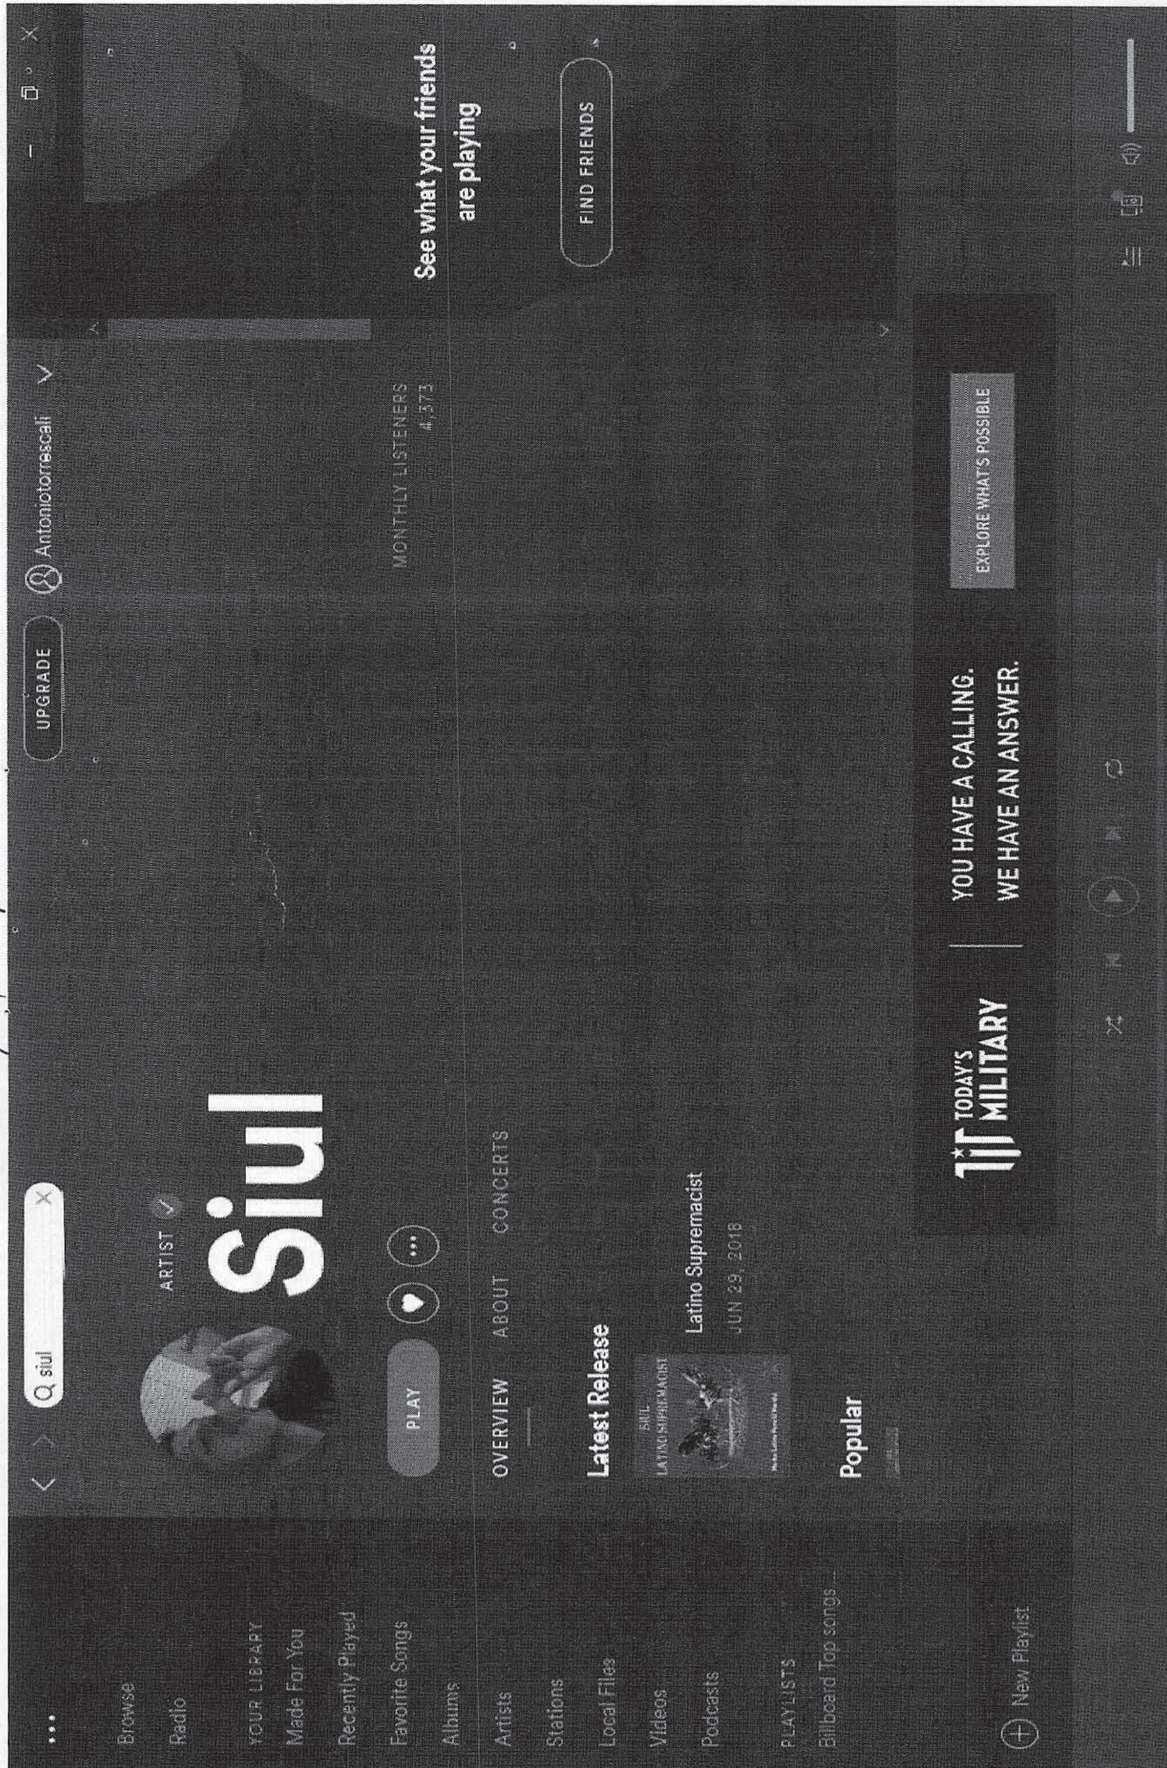 siul
UPGRADE
Antoniotorrescali
...
Browse
Radio
YOUR LIBRARY
Made For You
Recently Played
Favorite Songs
Albums
Artists
Stations
Local Files
Videos
Podcasts
PLAYLISTS
Billboard Top songs...
New Playlist
ARTIST
Siul
PLAY
MONTHLY LISTENERS
4,373
OVERVIEW
ABOUT
CONCERTS
Latest Release
SIUL
LATINO SUPREMACIST
Latino Supremacist
JUN 29, 2018
Popular
See what your friends
are playing
FIND FRIENDS
TODAY'S
MILITARY
YOU HAVE A CALLING.
WE HAVE AN ANSWER.
EXPLORE WHAT'S POSSIBLE